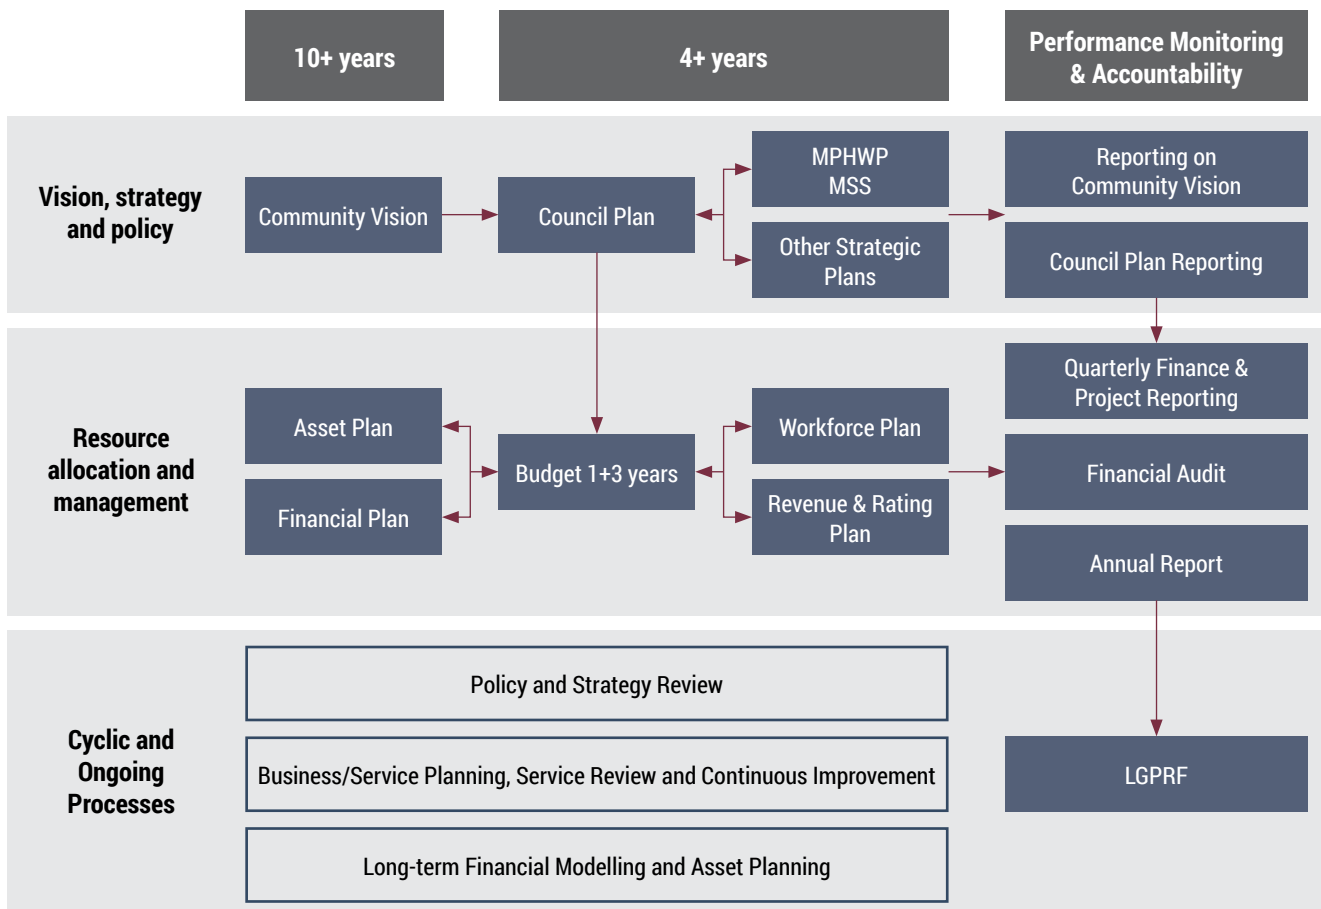 10+ years
4+ years
Performance Monitoring
& Accountability
Vision, strategy
and policy
Community Vision
Council Plan
MPHWP
MSS
Other Strategic
Plans
Reporting on
Community Vision
Council Plan Reporting
Resource
allocation and
management
Asset Plan
Financial Plan
Budget 1+3 years
Workforce Plan
Revenue & Rating
Plan
Quarterly Finance &
Project Reporting
Financial Audit
Annual Report
Cyclic and
Ongoing
Processes
Policy and Strategy Review
Business/Service Planning, Service Review and Continuous Improvement
Long-term Financial Modelling and Asset Planning
LGPRF